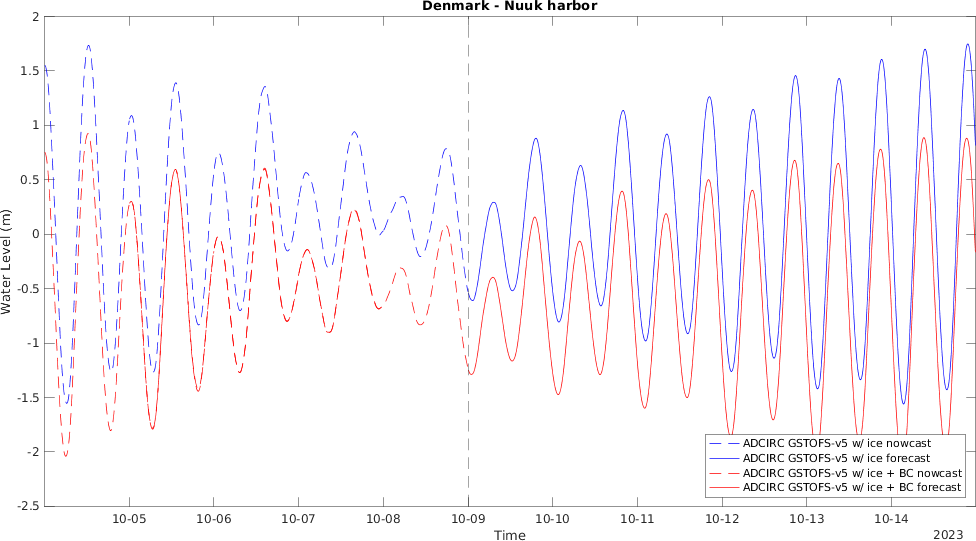 Denmark - Nuuk harbor
2
1.5
1
0.5
0
-0.5
-1
-1.5
-2
-2.5
Water Level (m)
ADCIRC GSTOFS-v5 w/ ice nowcast
ADCIRC GSTOFS-v5 w/ ice forecast
ADCIRC GSTOFS-v5 w/ ice + BC nowcast
ADCIRC GSTOFS-v5 w/ ice + BC forecast
10-05 10-06 10-07 10-08 10-09 10-10 10-11 10-12 10-13 10-14
Time
2023